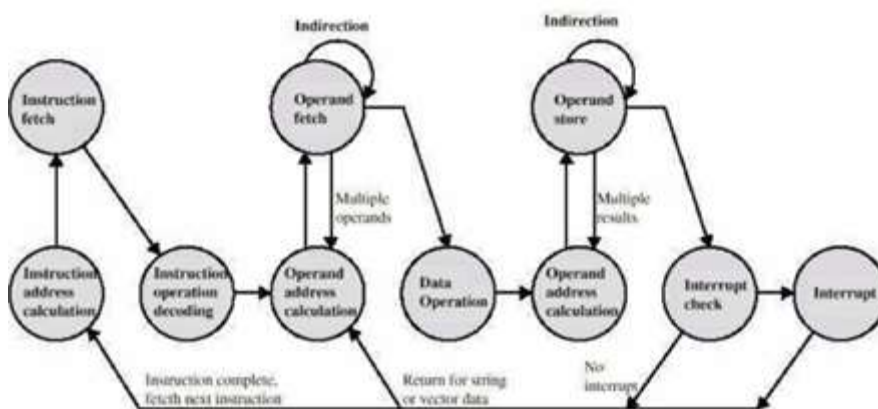 Indirection
Indirection
Instruction
fetch
Operand
fetch
Operand
store
Multiple
operands
Multiple
results
Instruction
address
calculation
Instruction
operation
decoding
Operand
address
calculation
Data
Operation
Operand
address
calculation
Interrupt
check
Interrupt
Instruction complete,
fecth next instruction
Return for string
or vector data
No
interrupt